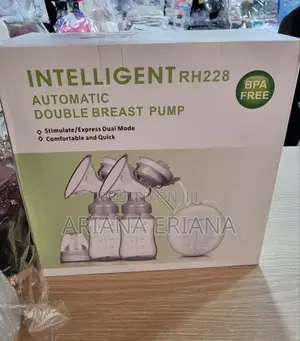 INTELLIGENT RH228
AUTOMATIC
DOUBLE BREAST PUMP
BPA
FREE
Stimulate/Express Dual Mode
Comfortable and Quick
ARIANA ERIANA